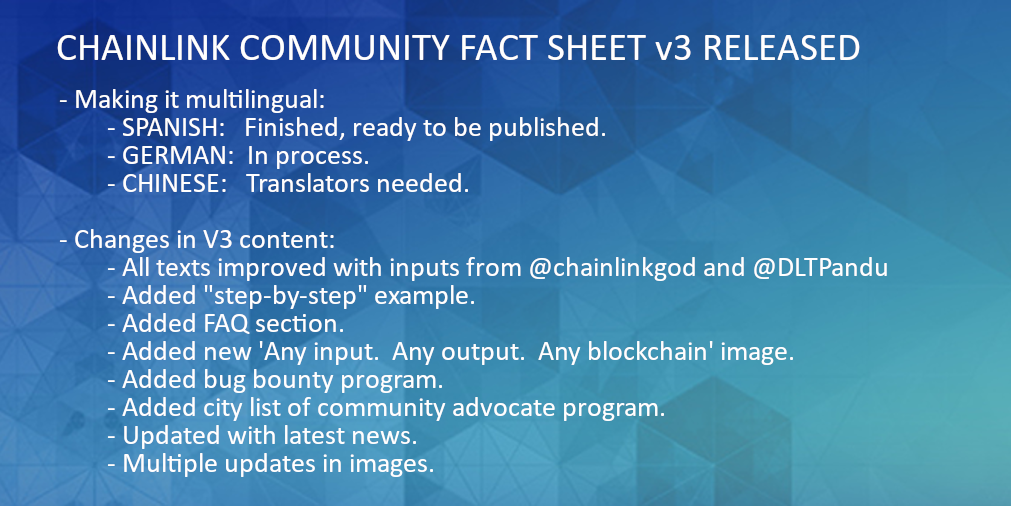 CHAINLINK COMMUNITY FACT SHEET v3 RELEASED
- Making it multilingual:
- SPANISH: Finished, ready to be published.
- GERMAN: In process.
- CHINESE: Translators needed.
- Changes in V3 content:
- All texts improved with inputs from @chainlinkgod and @DLTPandu
- Added "step-by-step" example.
- Added FAQ section.
- Added new 'Any input. Any output. Any blockchain' image.
- Added bug bounty program.
- Added city list of community advocate program.
- Updated with latest news.
- Multiple updates in images.